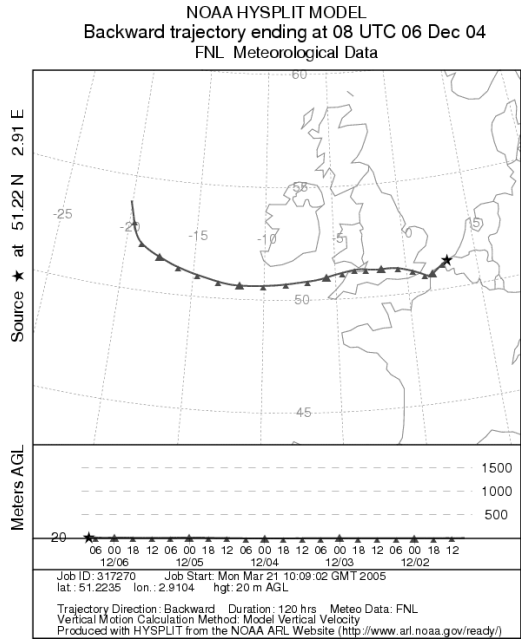 NOAA HYSPLIT MODEL
Backward trajectory ending at 08 UTC 06 Dec 04
FNL Meteorological Data
Source ★ at 51.22 N 2.91 E
60
55
-25
-20
-15
-10
-5
0
5
50
45
Meters AGL
1500
1000
500
20
06 00 18 12 06 00 18 12 06 00 18 12 06 00 18 12 06 00 18 12
12/06 12/05 12/04 12/03 12/02
Job ID: 317270 Job Start: Mon Mar 21 10:09:02 GMT 2005
lat.: 51.2235 lon.: 2.9104 hgt: 20 m AGL
Trajectory Direction: Backward Duration: 120 hrs Meteo Data: FNL
Vertical Motion Calculation Method: Model Vertical Velocity
Produced with HYSPLIT from the NOAA ARL Website (http://www.arl.noaa.gov/ready/)